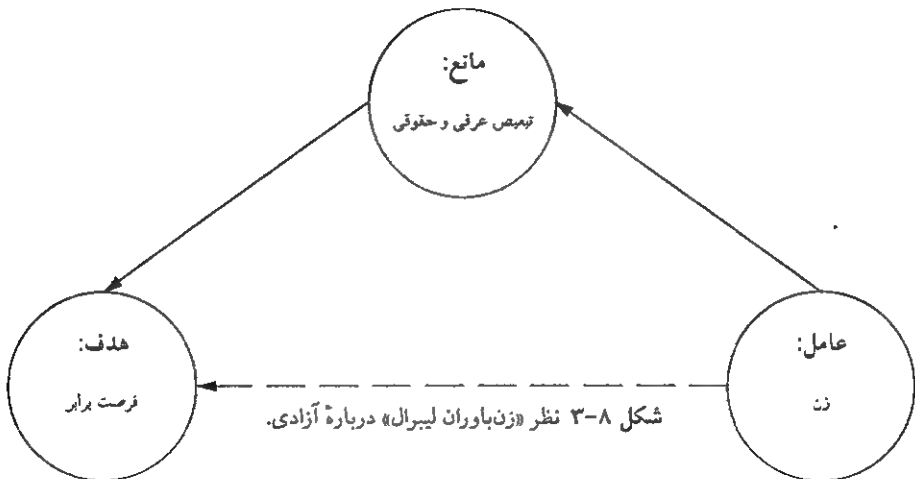 مانع:
تبعیض عرفی و حقوقی
هدف:
فرصت برابر
عامل:
زن
شکل ۸-۳ نظر «زن‌باوران لیبرال» دربارهٔ آزادی.